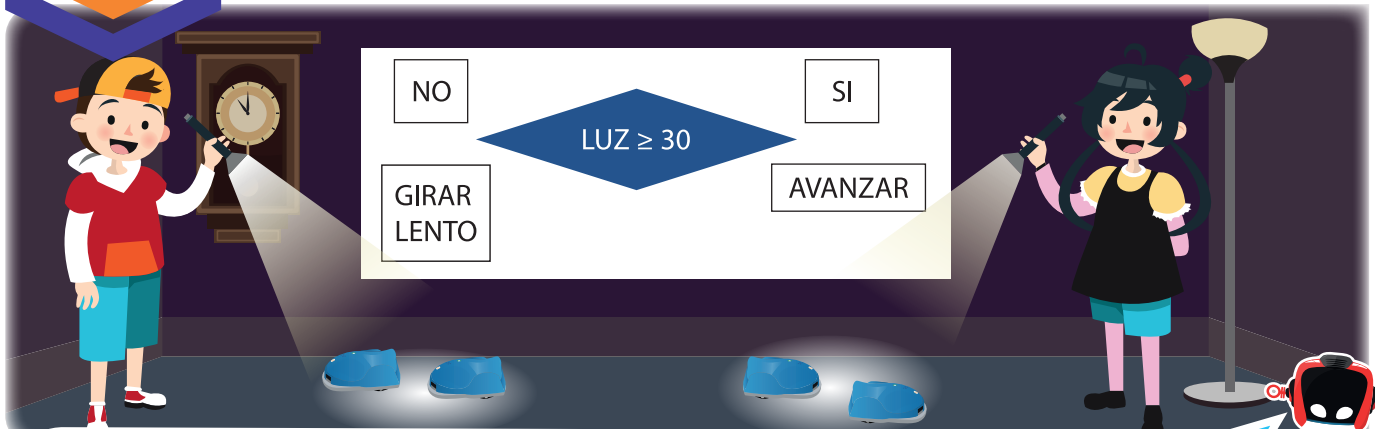 NO
SI
LUZ ≥ 30
GIRAR
LENTO
AVANZAR